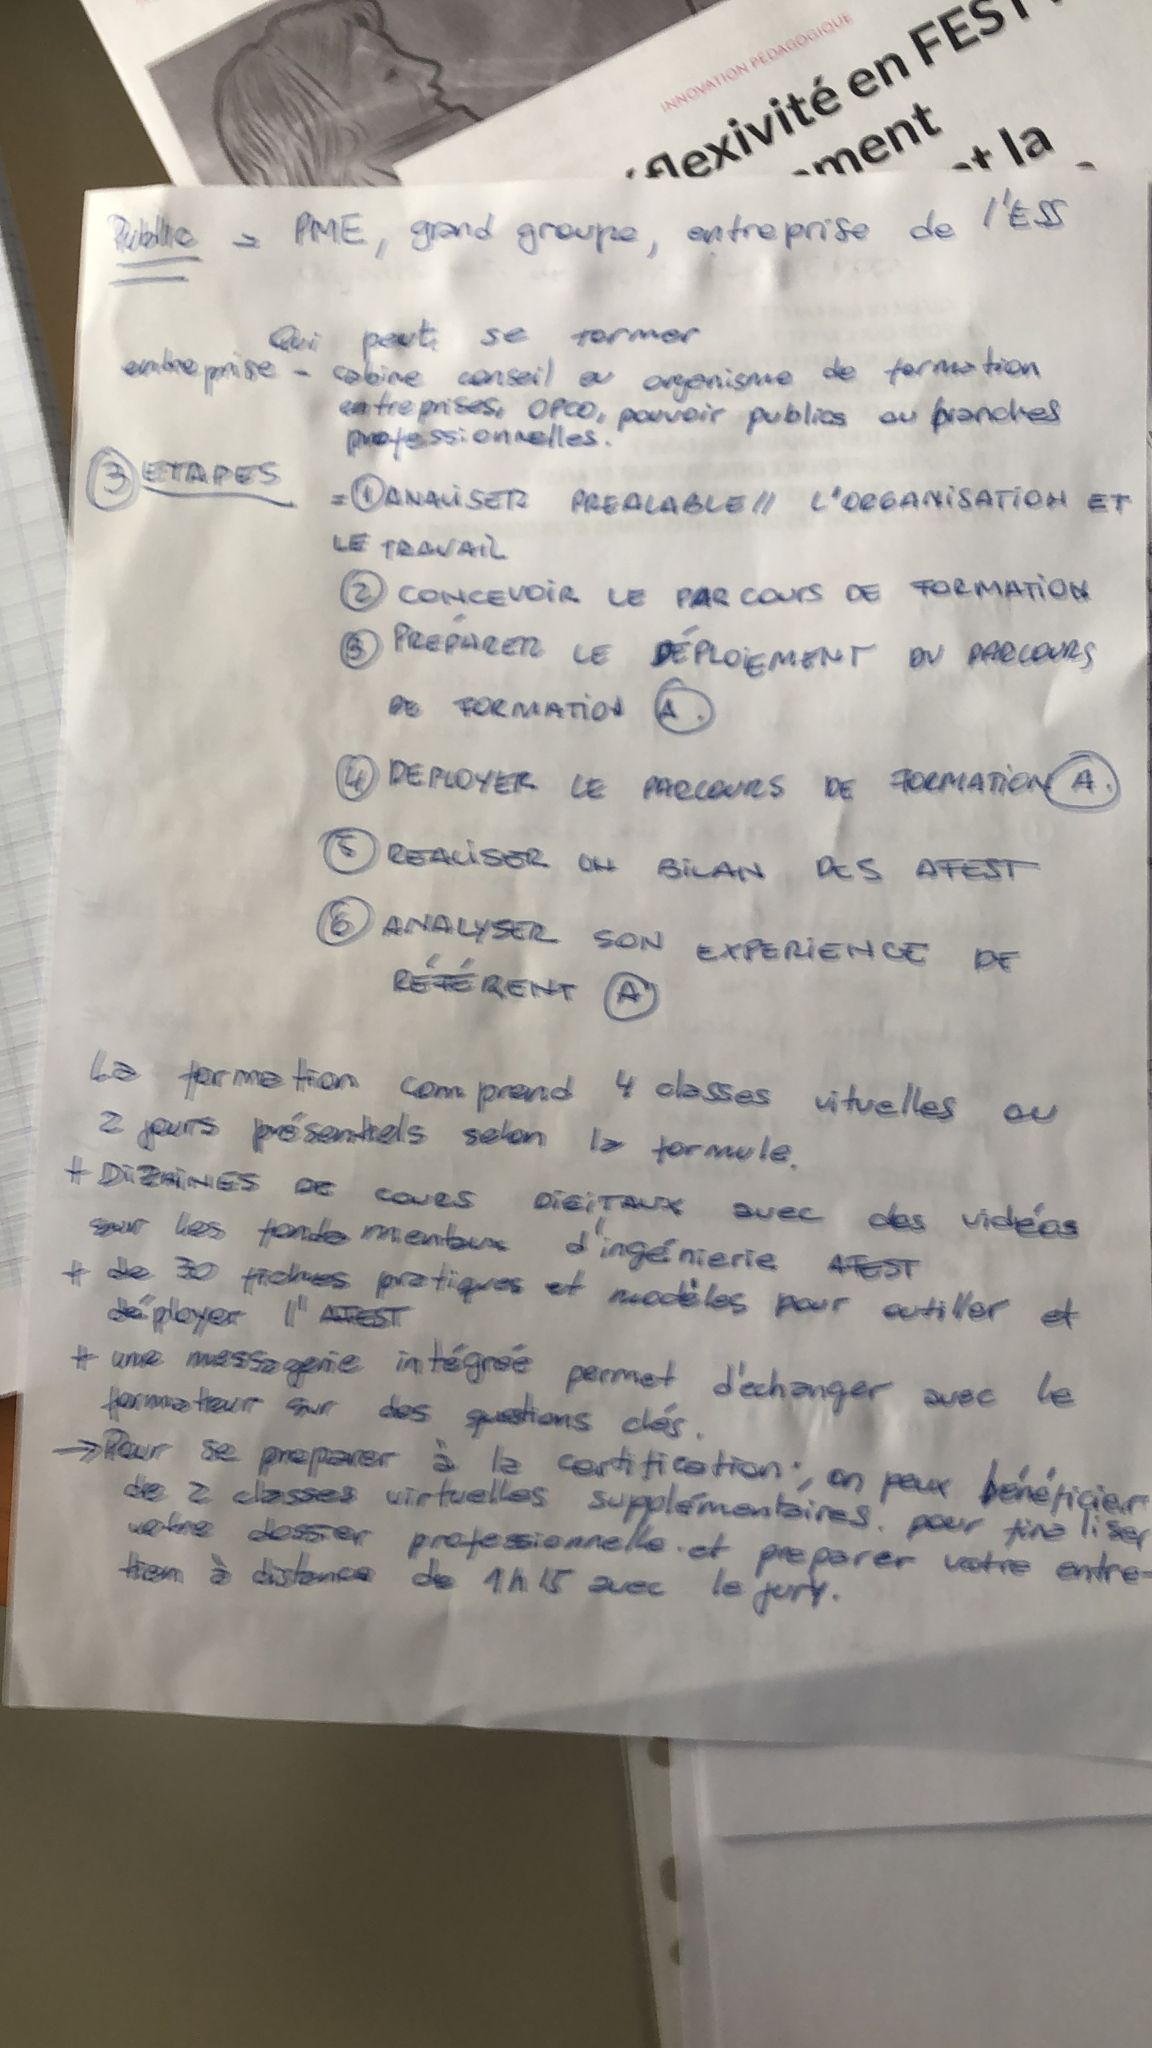 INNOVATION PÉDAGOGIQUE
flexivité en FEST
ement
et la
Public = PME, grand groupe, entreprise de l'ESS
Qui peut se former
entreprise - cabine conseil ou organisme de formation
entreprises, OPCO, pouvoir publics ou branches
professionnelles.
3 ETAPES
= 1 ANALISER PREALABLE// L'ORGANISATION ET
LE TRAVAIL
2 CONCEVOIR LE PARCOURS DE FORMATION
3 PRÉPARER LE DÉPLOIEMENT DU PARCOURS
DE FORMATION A.
4 DEPLOYER LE PARCOURS DE FORMATION A.
5 REALISER UN BILAN DES AFEST
6 ANALYSER SON EXPERIENCE DE
RÉFÉRENT A
La formation comprend 4 classes vituelles ou
2 jours présentiels selon la formule.
+ DIZAINES DE COURS DIGITAUX avec des vidéos
sur les fondamentaux d'ingénierie AFEST
+ de 30 fiches pratiques et modèles pour outiller et
déployer l'AFEST
+ une messagerie intégrée permet d'échanger avec le
formateur sur des questions clés.
→ Pour se preparer à la certification, on peux bénéficier
de 2 classes virtuelles supplémentaires. pour finaliser
votre dossier professionnelle et preparer votre entre-
tien à distance de 1h15 avec le jury.